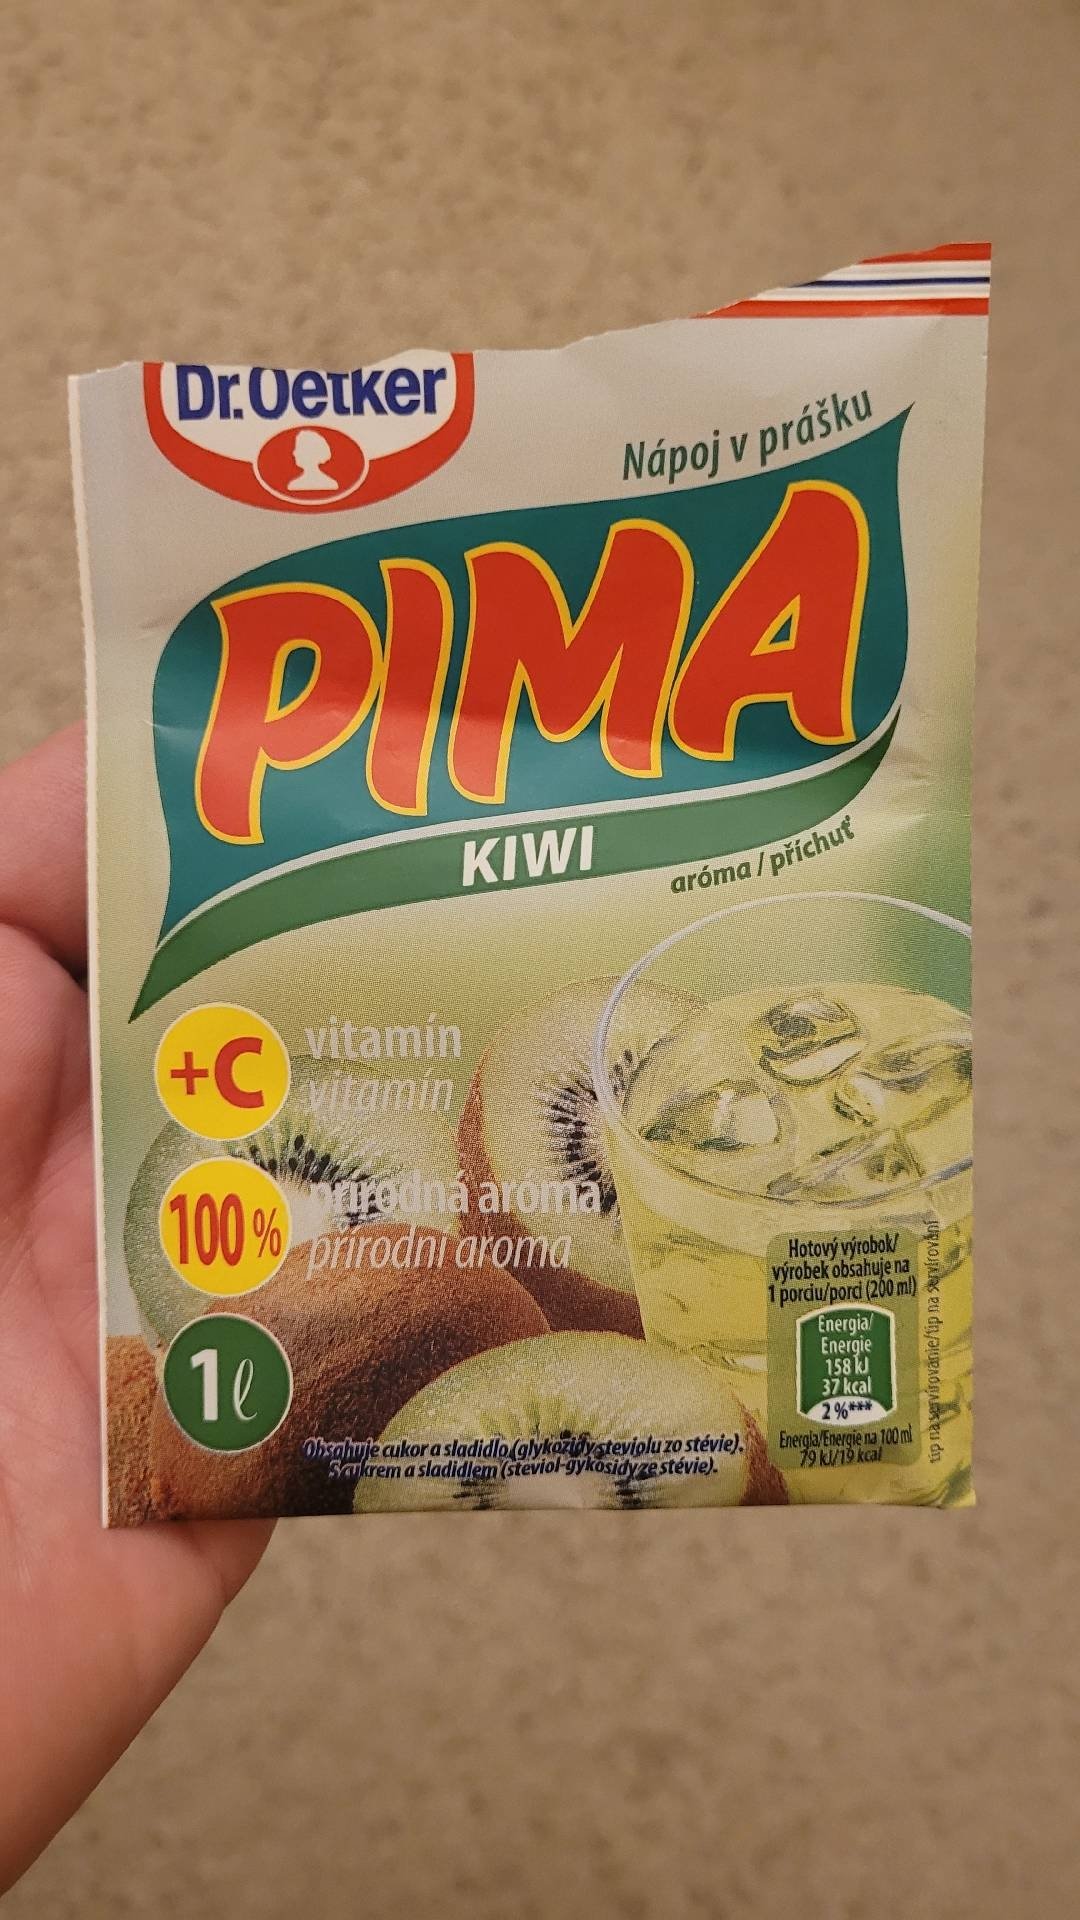 Dr.Oetker
Nápoj v prášku
PIMA
KIWI
aróma / příchuť
+C
vitamín
vitamín
100%
prírodná aróma
přírodní aroma
1ℓ
Hotový výrobok/
výrobek obsahuje na
1 porciu/porci (200 ml)
Energia/
Energie
158 kJ
37 kcal
2%***
Energia/Energie na 100 ml
79 kJ/19 kcal
tip na servírovanie/tip na servírování
Obsahuje cukor a sladidlo (glykozidy steviolu zo stévie).
S cukrem a sladidlem (steviol-gykosidy ze stévie).